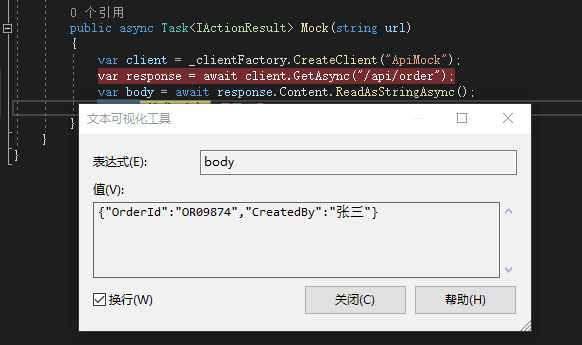 0 个引用
public async Task<IActionResult> Mock(string url)
{
var client = _clientFactory.CreateClient("ApiMock");
var response = await client.GetAsync("/api/order");
var body = await response.Content.ReadAsStringAsync();
文本可视化工具
表达式(E):
body
值(V):
{"OrderId":"OR09874","CreatedBy":"张三"}
换行(W)
关闭(C)
帮助(H)
}
}
}